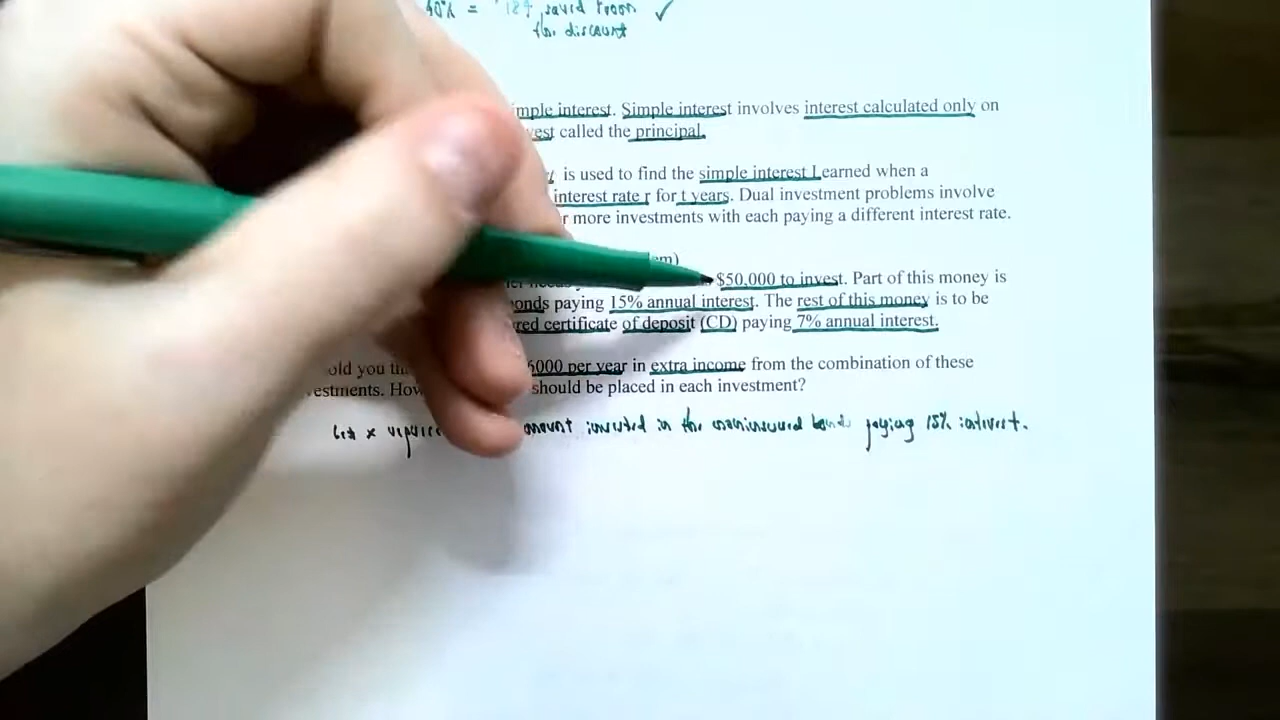 40% = 18¢ saved from ✓
the discount
mple interest. Simple interest involves interest calculated only on
vest called the principal.
is used to find the simple interest I earned when a
interest rate r for t years. Dual investment problems involve
r more investments with each paying a different interest rate.
em)
$50,000 to invest. Part of this money is
onds paying 15% annual interest. The rest of this money is to be
red certificate of deposit (CD) paying 7% annual interest.
old you th 6000 per year in extra income from the combination of these
estments. How should be placed in each investment?
Let x amount invested in the noninsured bonds paying 15% interest.